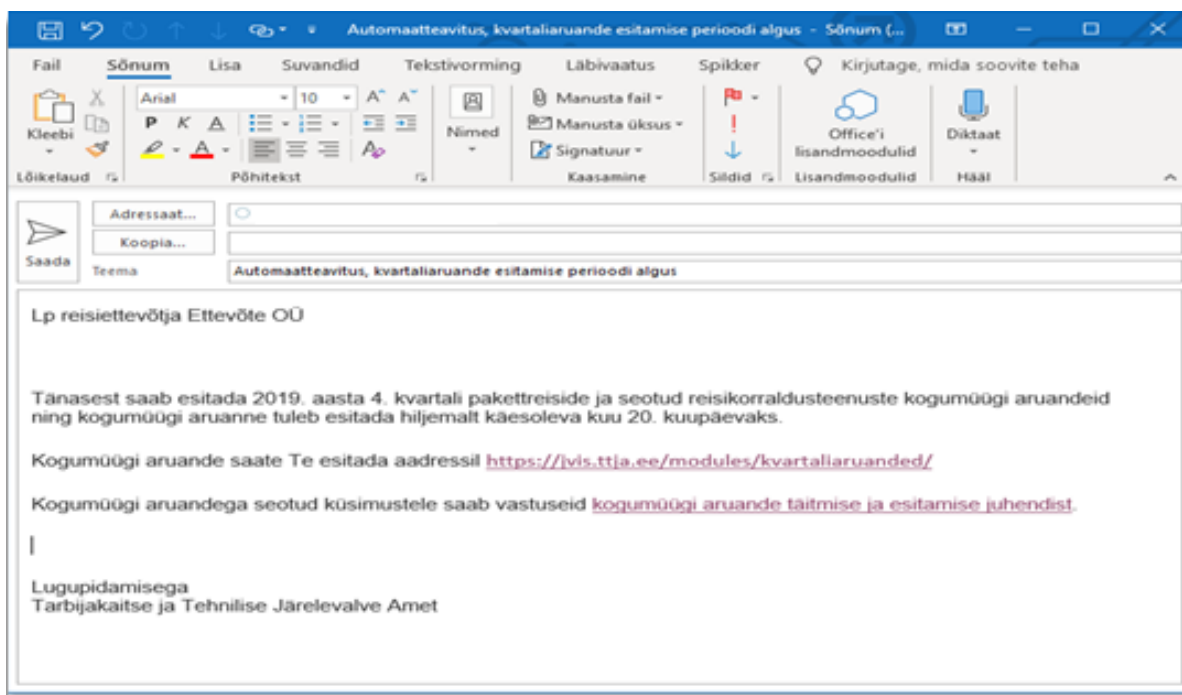 Automaatteavitus, kvartaliaruande esitamise perioodi algus - Sõnum (...
Fail Sõnum Lisa Suvandid Tekstivorming Läbivaatus Spikker Kirjutage, mida soovite teha
Kleebi
Arial 10
P K A
Nimed
Manusta fail
Manusta üksus
Signatuur
Office'i lisandmoodulid
Diktaat
Lõikelaud Põhitekst Kaasamine Sildid Lisandmoodulid Hääl
Saada
Adressaat...
Koopia...
Teema Automaatteavitus, kvartaliaruande esitamise perioodi algus
Lp reisiettevõtja Ettevõte OÜ
Tänasest saab esitada 2019. aasta 4. kvartali pakettreiside ja seotud reisikorraldusteenuste kogumüügi aruandeid
ning kogumüügi aruanne tuleb esitada hiljemalt käesoleva kuu 20. kuupäevaks.
Kogumüügi aruande saate Te esitada aadressil https://jvis.ttja.ee/modules/kvartaliaruanded/
Kogumüügi aruandega seotud küsimustele saab vastuseid kogumüügi aruande täitmise ja esitamise juhendist.
Lugupidamisega
Tarbijakaitse ja Tehnilise Järelevalve Amet